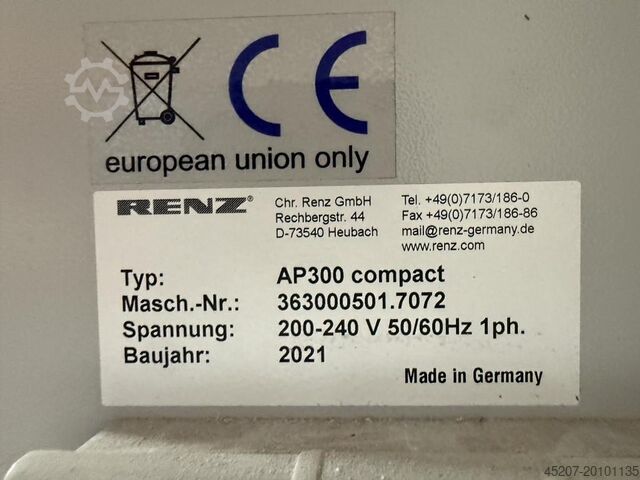 CE
european union only
RENZ®
Chr. Renz GmbH
Rechbergstr. 44
D-73540 Heubach
Tel. +49(0)7173/186-0
Fax +49(0)7173/186-86
mail@renz-germany.de
www.renz.com
Typ: AP300 compact
Masch.-Nr.: 363000501.7072
Spannung: 200-240 V 50/60Hz 1ph.
Baujahr: 2021
Made in Germany
45207-20101135